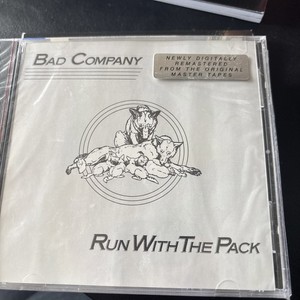 BAD COMPANY
NEWLY DIGITALLY
REMASTERED
FROM THE ORIGINAL
MASTER TAPES
RUN WITH THE PACK